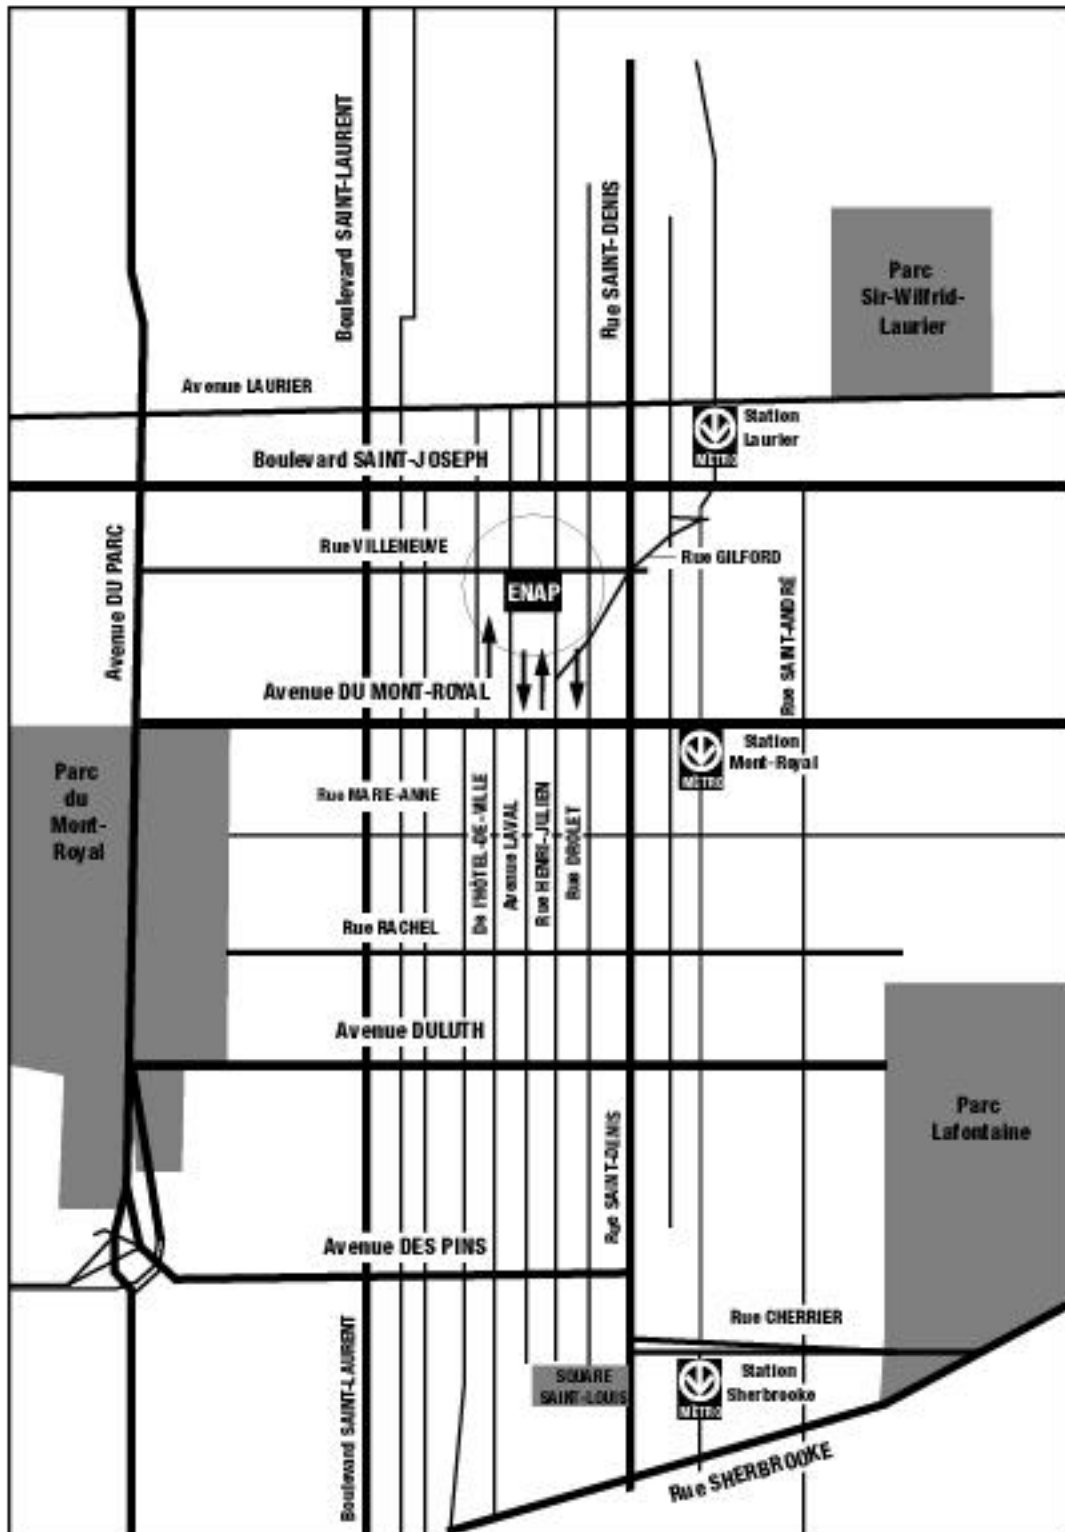 Boulevard SAINT-LAURENT
Rue SAINT-DENIS
Parc
Sir-Wilfrid-
Laurier
Avenue LAURIER
Station
Laurier
MÉTRO
Boulevard SAINT-JOSEPH
Avenue DU PARC
Rue VILLENEUVE
Rue GILFORD
ENAP
Rue SAINT-ANDRÉ
Avenue DU MONT-ROYAL
Station
Mont-Royal
MÉTRO
Parc
du
Mont-
Royal
Rue MARIE-ANNE
De l'HÔTEL-DE-VILLE
Avenue LAVAL
Rue HENRI-JULIEN
Rue DROLET
Rue RACHEL
Avenue DULUTH
Parc
Lafontaine
Rue SAINT-DENIS
Avenue DES PINS
Rue CHERRIER
Boulevard SAINT-LAURENT
SQUARE
SAINT-LOUIS
Station
Sherbrooke
MÉTRO
Rue SHERBROOKE